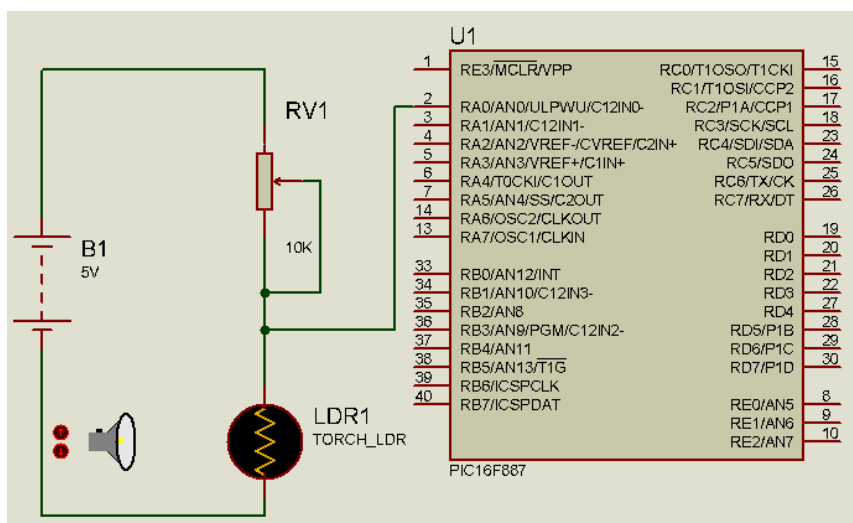 U1
1 RE3/MCLR/VPP RC0/T1OSO/T1CKI 15
RC1/T1OSI/CCP2 16
2 RA0/AN0/ULPWU/C12IN0- RC2/P1A/CCP1 17
3 RA1/AN1/C12IN1- RC3/SCK/SCL 18
4 RA2/AN2/VREF-/CVREF/C2IN+ RC4/SDI/SDA 23
5 RA3/AN3/VREF+/C1IN+ RC5/SDO 24
6 RA4/T0CKI/C1OUT RC6/TX/CK 25
7 RA5/AN4/SS/C2OUT RC7/RX/DT 26
14 RA6/OSC2/CLKOUT
13 RA7/OSC1/CLKIN RD0 19
RD1 20
33 RB0/AN12/INT RD2 21
34 RB1/AN10/C12IN3- RD3 22
35 RB2/AN8 RD4 27
36 RB3/AN9/PGM/C12IN2- RD5/P1B 28
37 RB4/AN11 RD6/P1C 29
38 RB5/AN13/T1G RD7/P1D 30
39 RB6/ICSPCLK
40 RB7/ICSPDAT RE0/AN5 8
RE1/AN6 9
RE2/AN7 10
PIC16F887
RV1
10K
B1
5V
LDR1
TORCH_LDR